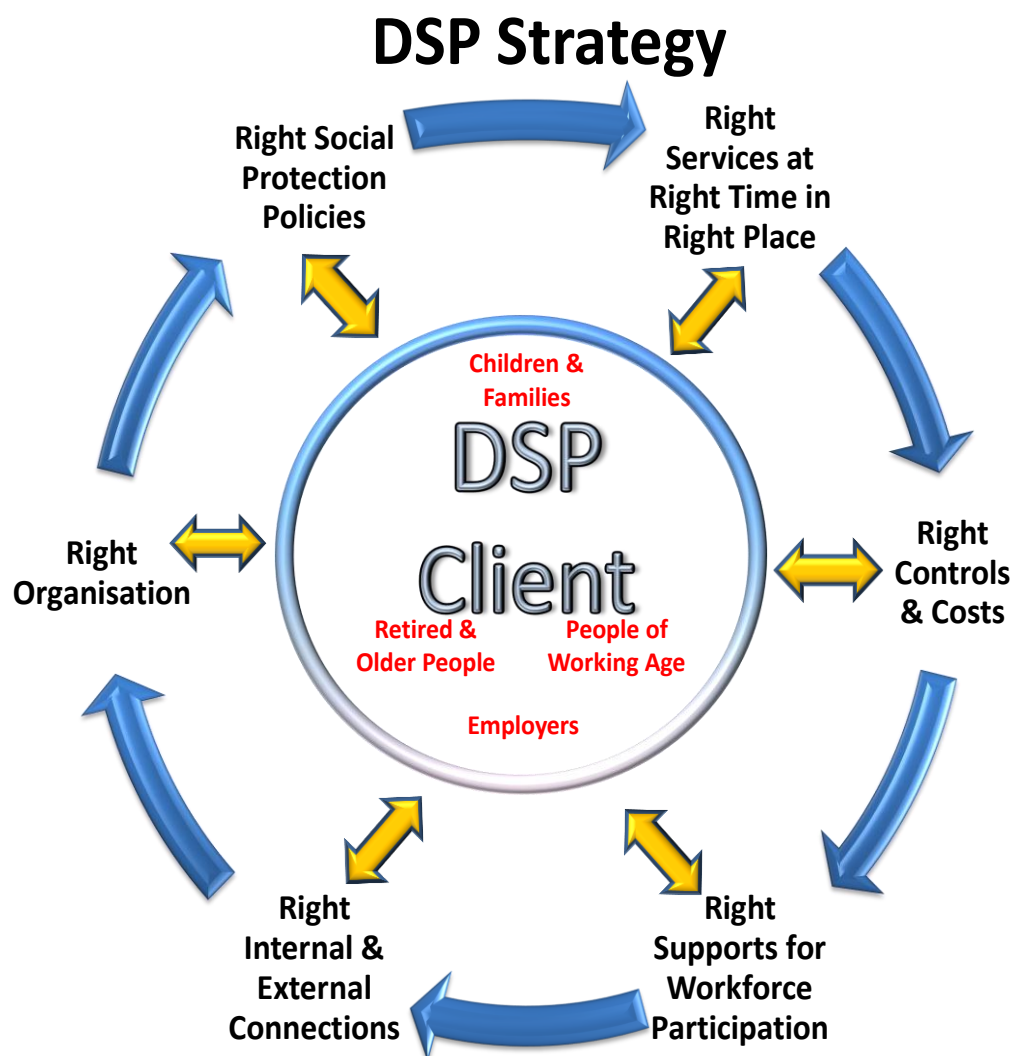 DSP Strategy
Right Social
Protection
Policies
Right
Services at
Right Time in
Right Place
Right
Controls
& Costs
Right
Supports for
Workforce
Participation
Right
Internal &
External
Connections
Right
Organisation
Children &
Families
DSP
Client
Retired &
Older People
People of
Working Age
Employers